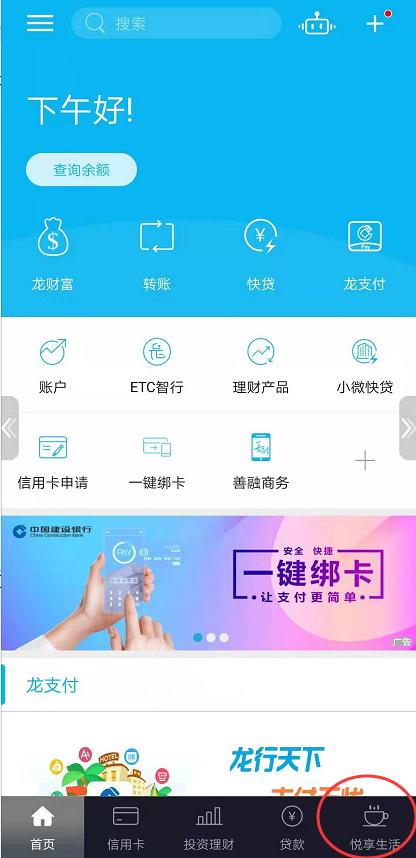 搜索
下午好!
查询余额
龙财富 转账 快贷 龙支付
账户 ETC智行 理财产品 小微快贷
信用卡申请 一键绑卡 善融商务
中国建设银行
China Construction Bank
PAY
安全 快捷
一键绑卡
让支付更简单
广告
龙支付
龙行天下
首页 信用卡 投资理财 贷款 悦享生活